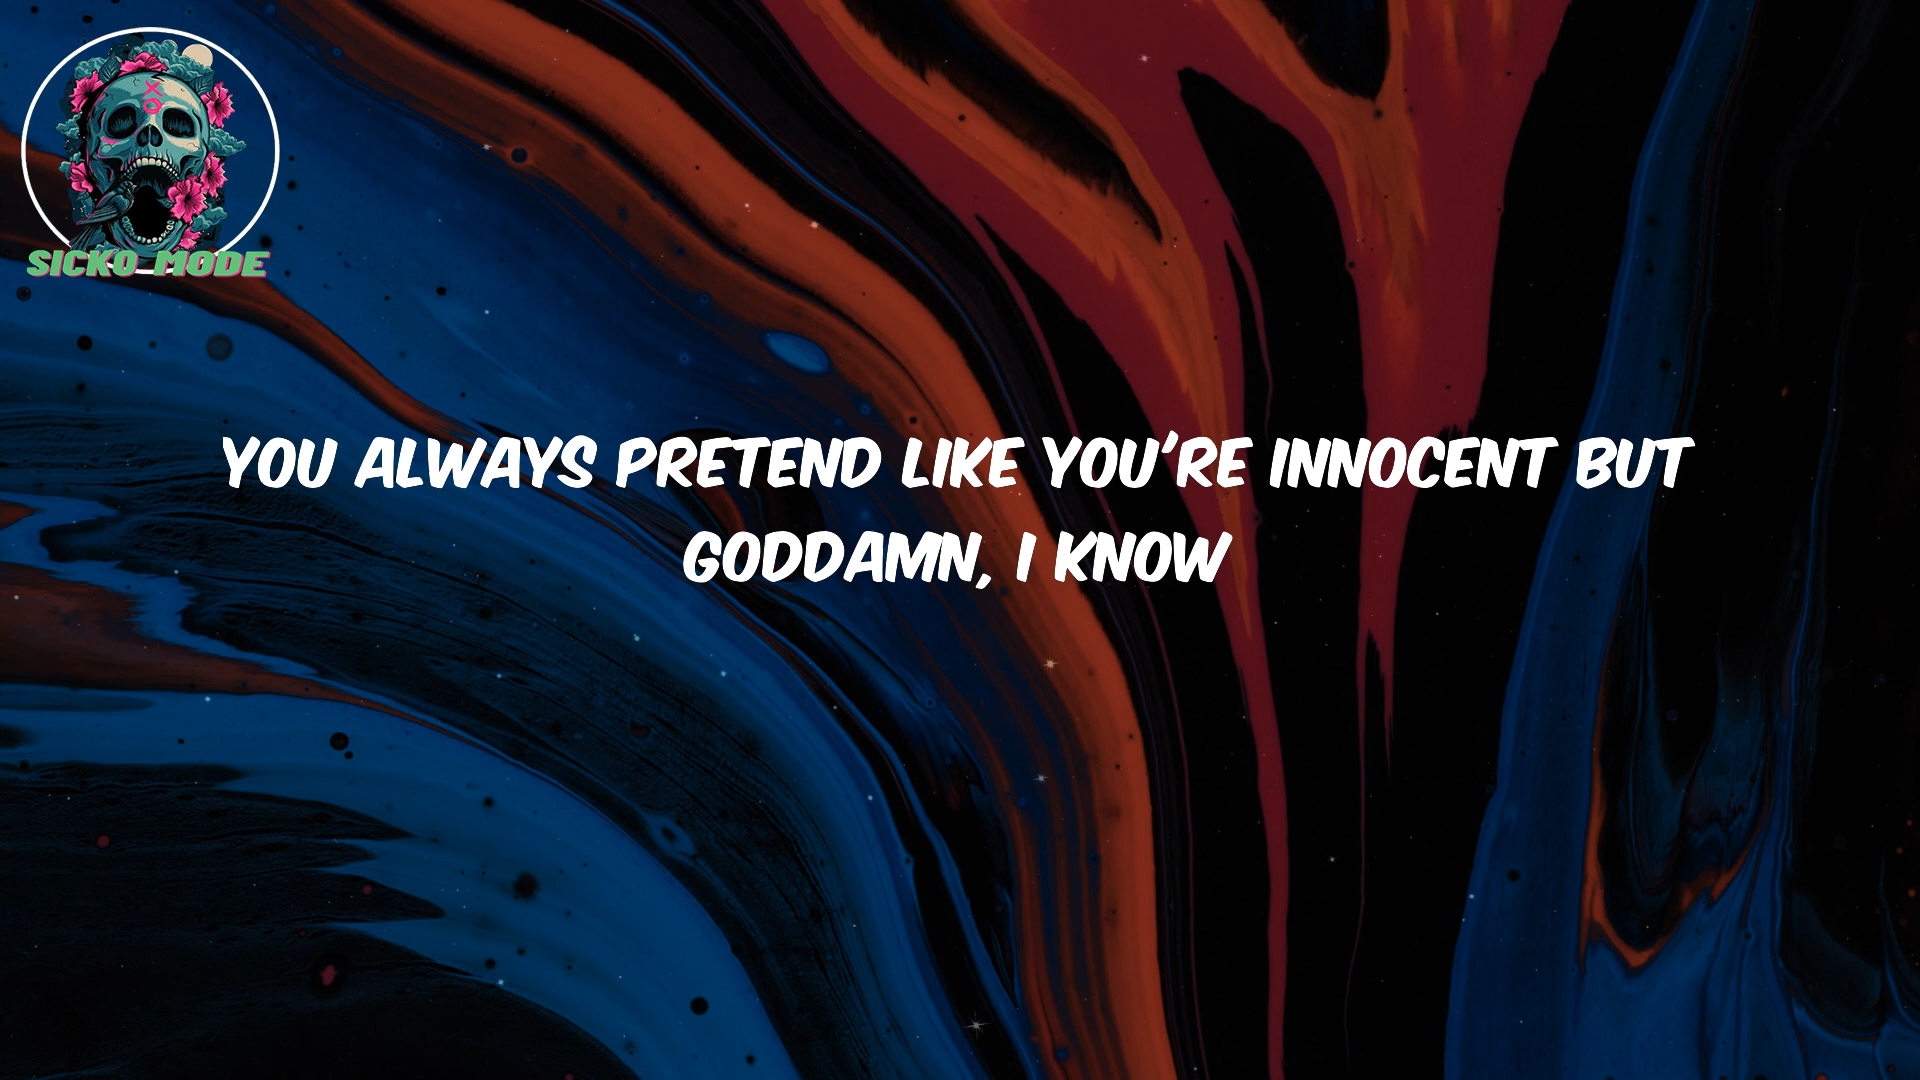 SICKO MODE
YOU ALWAYS PRETEND LIKE YOU'RE INNOCENT BUT
GODDAMN, I KNOW